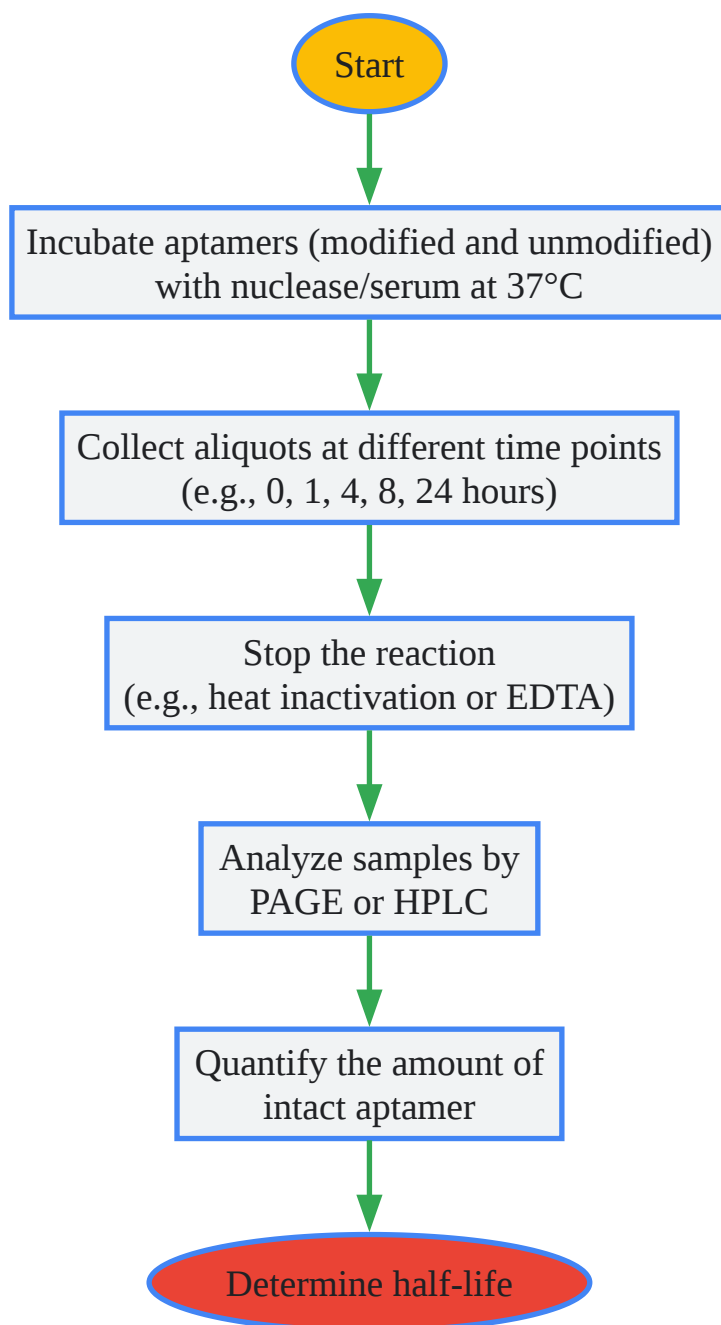 Start
Incubate aptamers (modified and unmodified)
with nuclease/serum at 37°C
Collect aliquots at different time points
(e.g., 0, 1, 4, 8, 24 hours)
Stop the reaction
(e.g., heat inactivation or EDTA)
Analyze samples by
PAGE or HPLC
Quantify the amount of
intact aptamer
Determine half-life